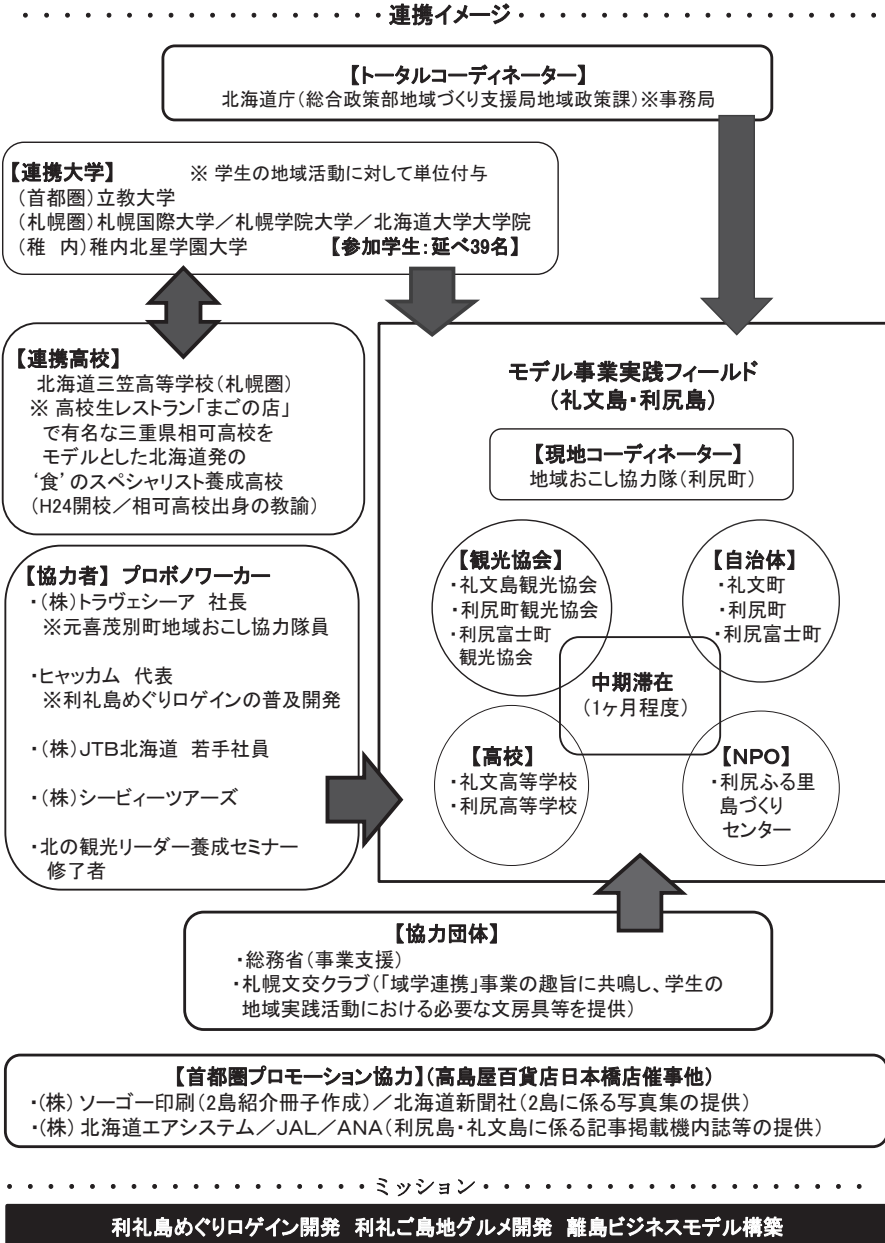 連携イメージ
【トータルコーディネーター】
北海道庁（総合政策部地域づくり支援局地域政策課）※事務局
【連携大学】 ※ 学生の地域活動に対して単位付与
（首都圏）立教大学
（札幌圏）札幌国際大学／札幌学院大学／北海道大学大学院
（稚 内）稚内北星学園大学 【参加学生：延べ39名】
【連携高校】
北海道三笠高等学校（札幌圏）
※ 高校生レストラン「まごの店」
で有名な三重県相可高校を
モデルとした北海道発の
‘食’のスペシャリスト養成高校
（H24開校／相可高校出身の教諭）
【協力者】 プロボノワーカー
・（株）トラヴェシーア 社長
※元喜茂別町地域おこし協力隊員
・ヒャッカム 代表
※利礼島めぐりロゲインの普及開発
・（株）JTB北海道 若手社員
・（株）シービィーツアーズ
・北の観光リーダー養成セミナー
修了者
モデル事業実践フィールド
（礼文島・利尻島）
【現地コーディネーター】
地域おこし協力隊（利尻町）
【観光協会】
・礼文島観光協会
・利尻町観光協会
・利尻富士町
観光協会
【自治体】
・礼文町
・利尻町
・利尻富士町
中期滞在
（1ヶ月程度）
【高校】
・礼文高等学校
・利尻高等学校
【NPO】
・利尻ふる里
島づくり
センター
【協力団体】
・総務省（事業支援）
・札幌文交クラブ（「域学連携」事業の趣旨に共鳴し、学生の
地域実践活動における必要な文房具等を提供）
【首都圏プロモーション協力】（高島屋百貨店日本橋店催事他）
・（株）ソーゴー印刷（2島紹介冊子作成）／北海道新聞社（2島に係る写真集の提供）
・（株）北海道エアシステム／JAL／ANA（利尻島・礼文島に係る記事掲載機内誌等の提供）
ミッション
利礼島めぐりロゲイン開発 利礼ご島地グルメ開発 離島ビジネスモデル構築